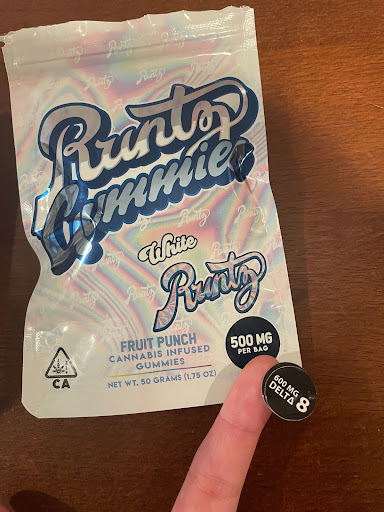 Runtz
Gummies
White
Runtz
FRUIT PUNCH
CANNABIS INFUSED
GUMMIES
NET WT. 50 GRAMS (1.75 OZ)
500 MG
PER BAG
CA
600 MG
DELTA 8